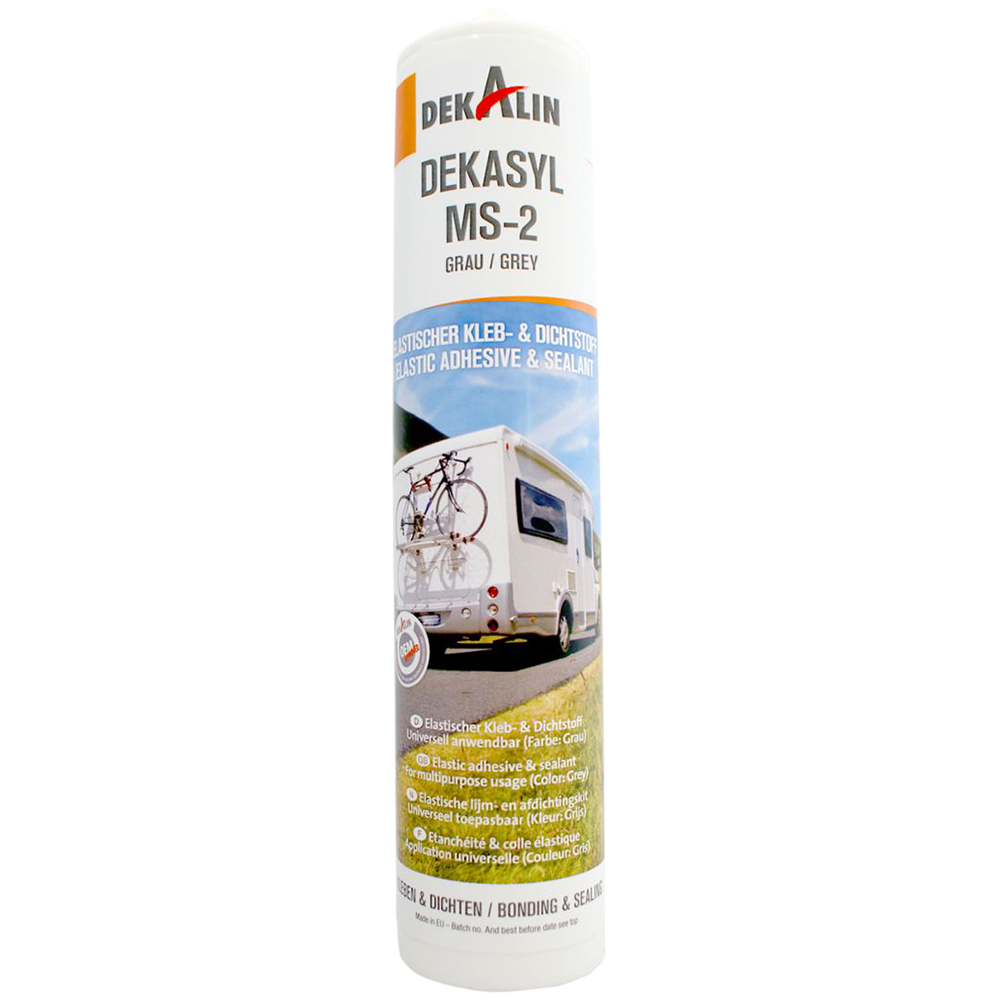 DEKALIN
DEKASYL
MS-2
GRAU / GREY
ELASTISCHER KLEB- & DICHTSTOFF
ELASTIC ADHESIVE & SEALANT
DEKALIN
OEM
D Elastischer Kleb- & Dichtstoff
Universell anwendbar (Farbe: Grau)
GB Elastic adhesive & sealant
For multipurpose usage (Color: Grey)
N Elastische lijm- en afdichtingskit
Universeel toepasbaar (Kleur: Grijs)
F Etanchéité & colle élastique
Application universelle (Couleur: Gris)
KLEBEN & DICHTEN / BONDING & SEALING
Made in EU – Batch no. And best before date see top